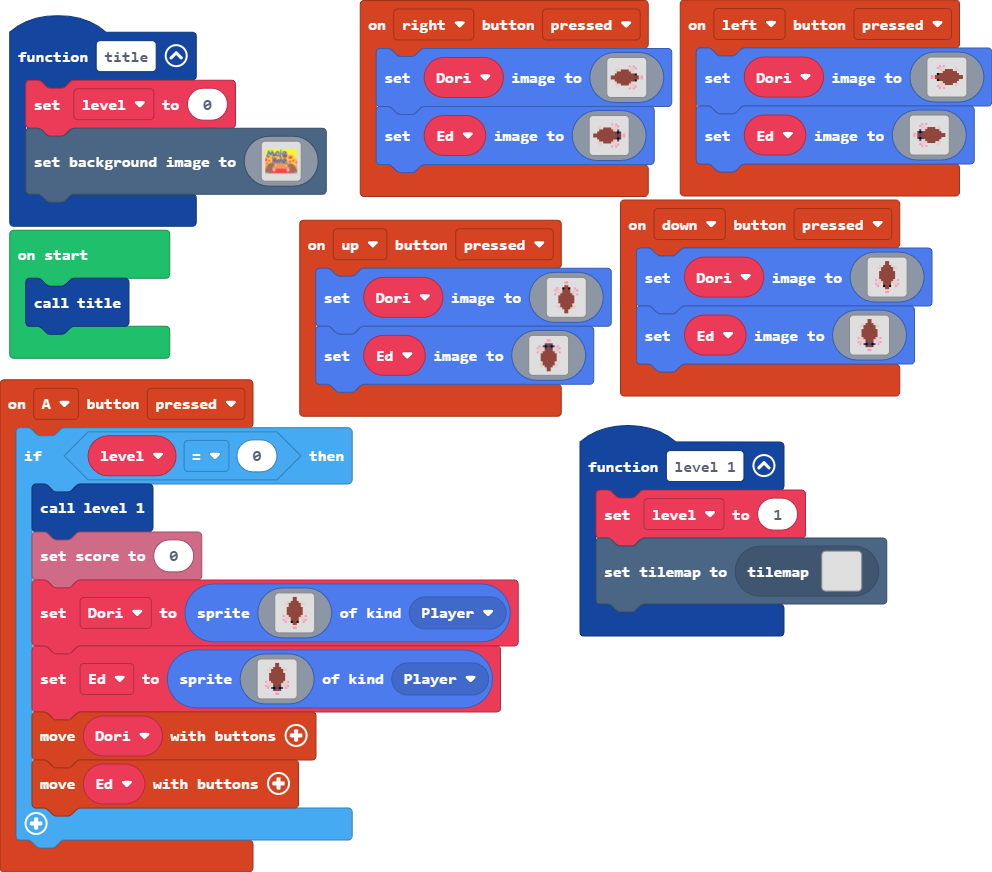 function title
set level to 0
set background image to
on start
call title
on right button pressed
set Dori image to
set Ed image to
on left button pressed
set Dori image to
set Ed image to
on up button pressed
set Dori image to
set Ed image to
on down button pressed
set Dori image to
set Ed image to
on A button pressed
if level = 0 then
call level 1
set score to 0
set Dori to sprite of kind Player
set Ed to sprite of kind Player
move Dori with buttons
move Ed with buttons
function level 1
set level to 1
set tilemap to tilemap